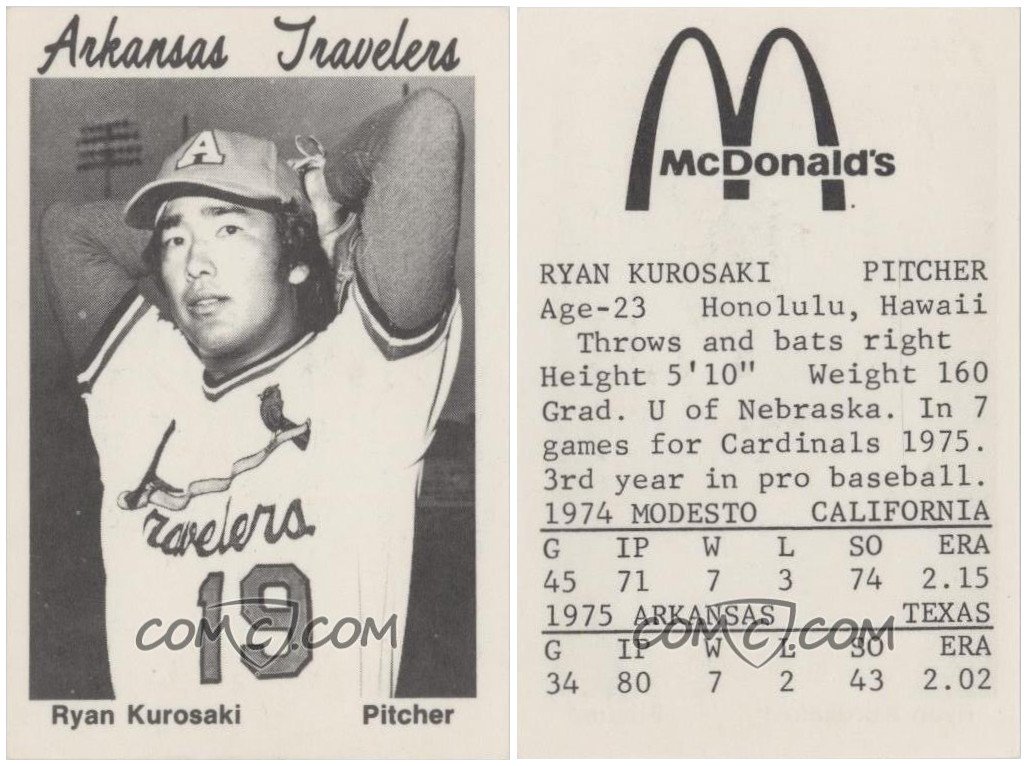 Arkansas Travelers
A
Travelers
19
COMC.COM
Ryan Kurosaki Pitcher
McDonald's
RYAN KUROSAKI PITCHER
Age-23 Honolulu, Hawaii
Throws and bats right
Height 5'10" Weight 160
Grad. U of Nebraska. In 7
games for Cardinals 1975.
3rd year in pro baseball.
1974 MODESTO CALIFORNIA
G IP W L SO ERA
45 71 7 3 74 2.15
1975 ARKANSAS TEXAS
COMC.COM
G IP W L SO ERA
34 80 7 2 43 2.02